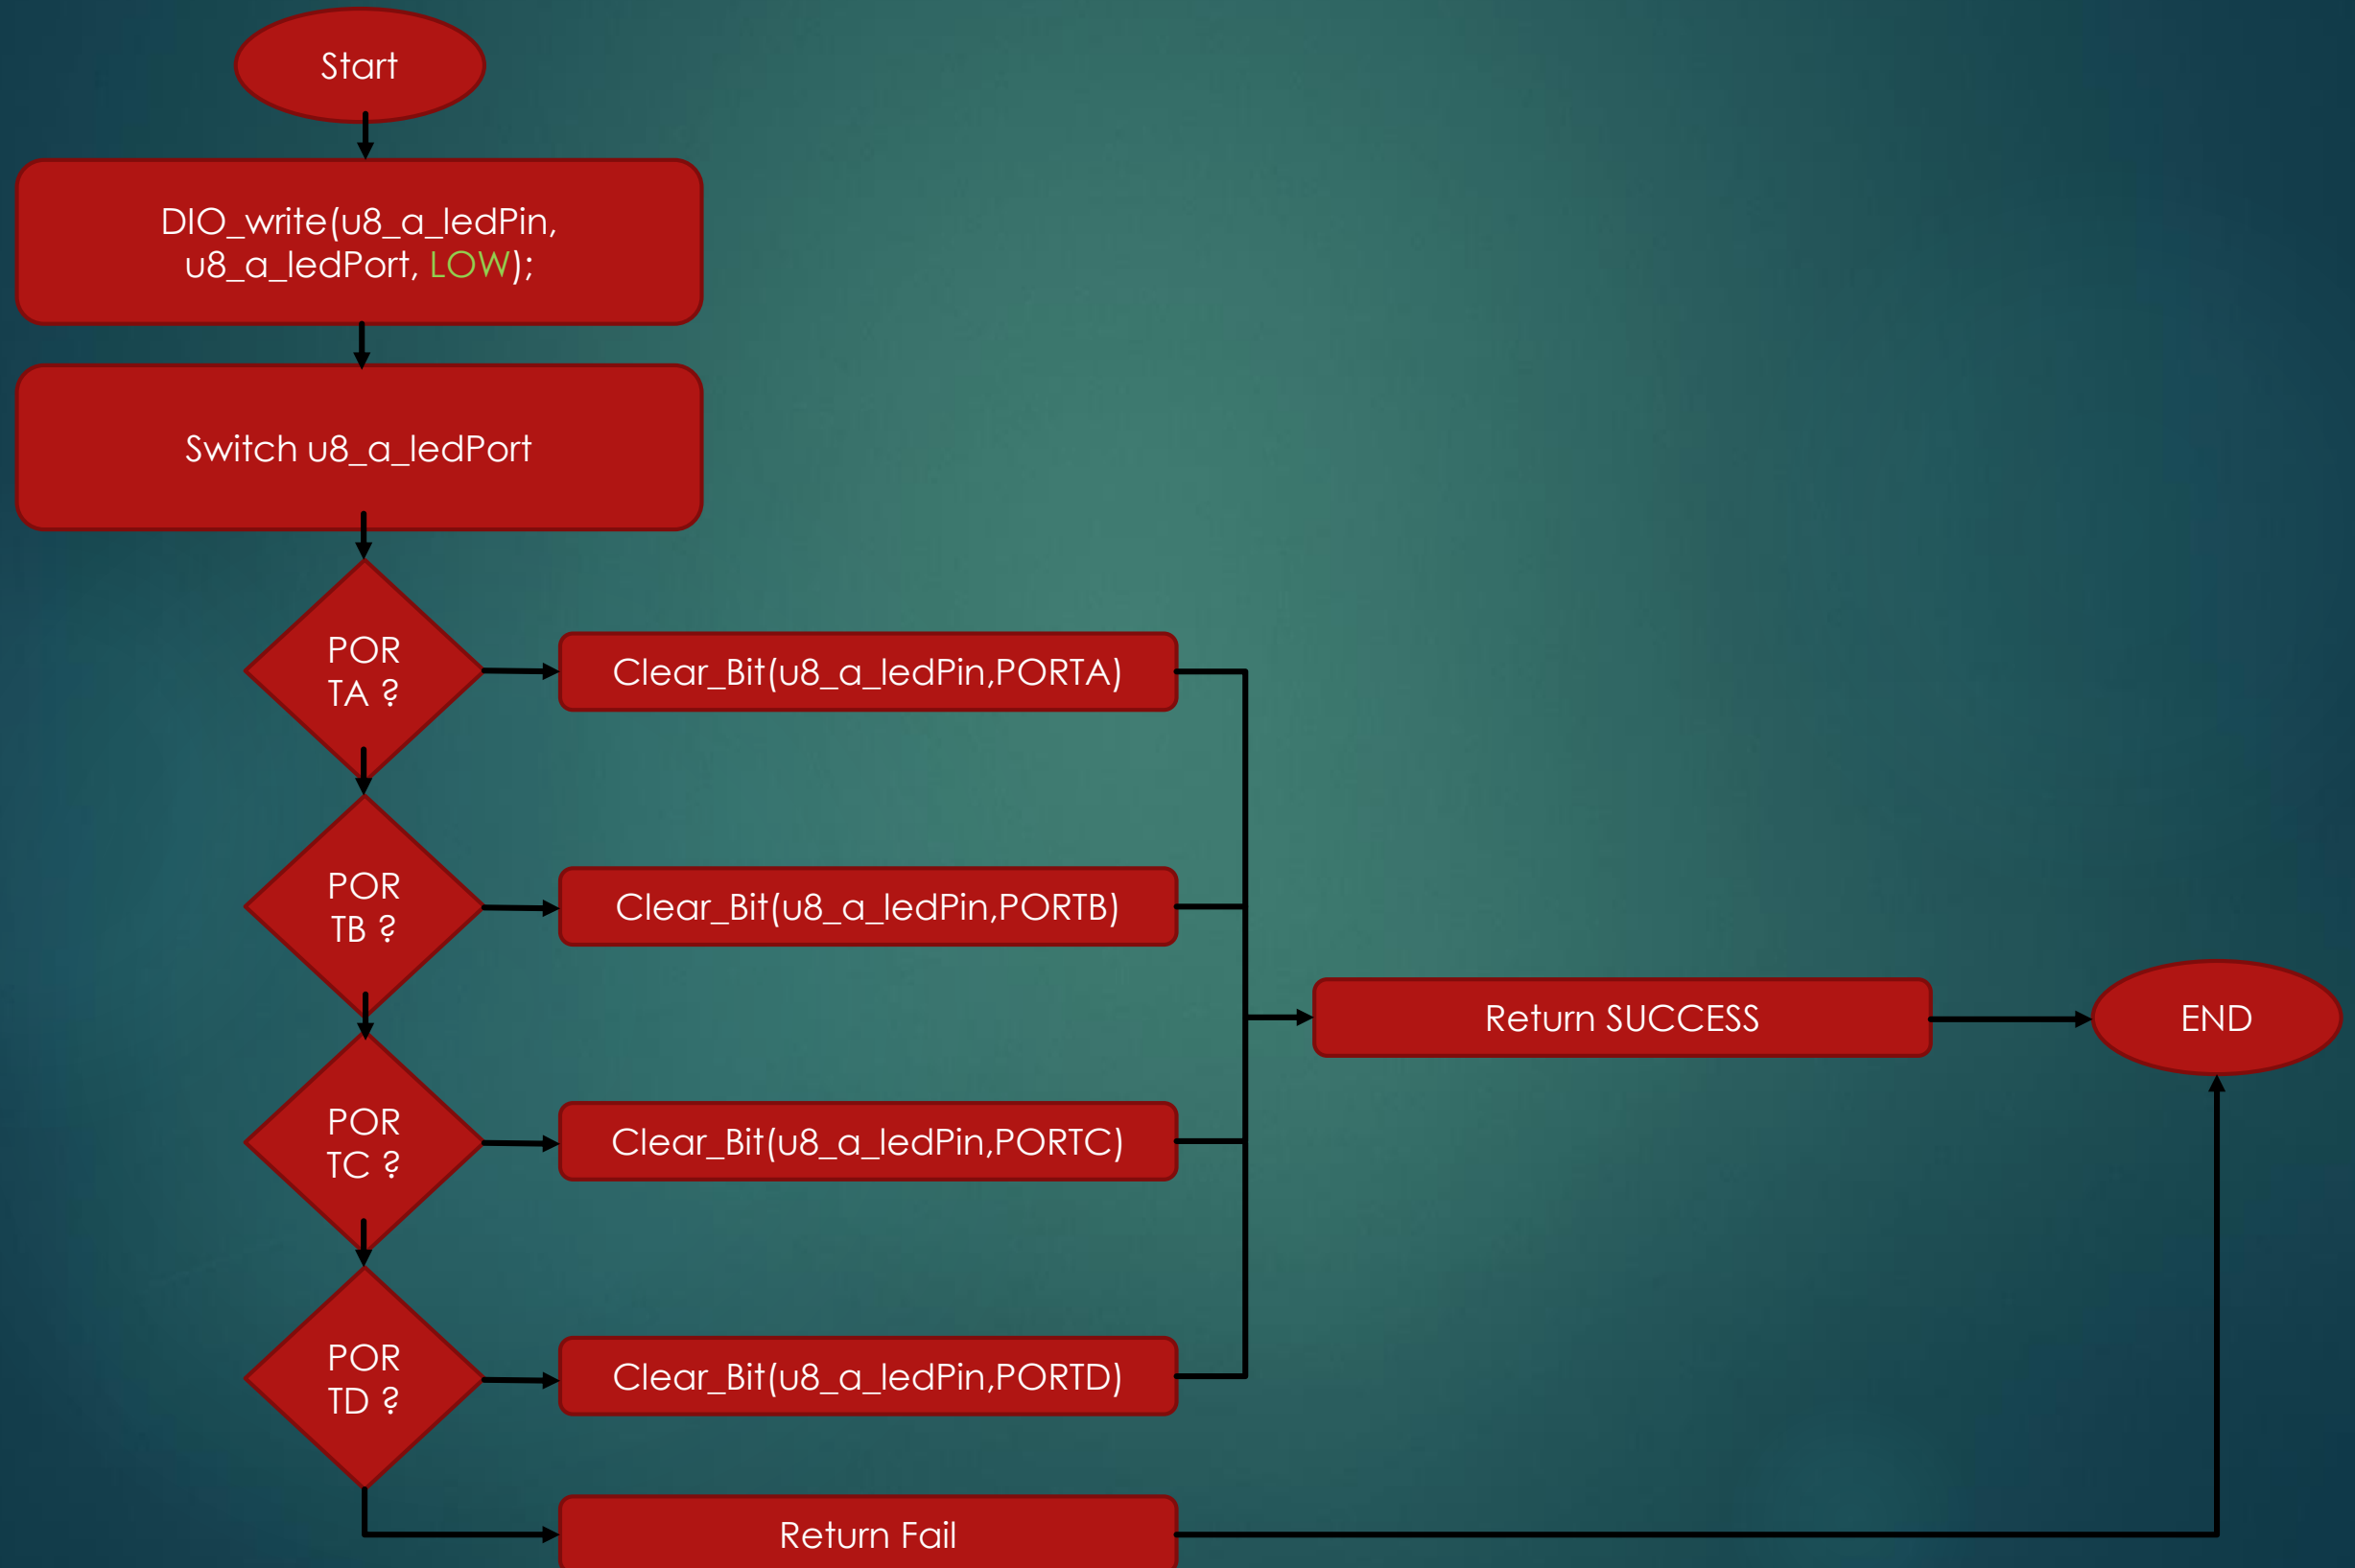 Start
DIO_write(u8_a_ledPin,
u8_a_ledPort, LOW);
Switch u8_a_ledPort
POR
TA ?
Clear_Bit(u8_a_ledPin,PORTA)
POR
TB ?
Clear_Bit(u8_a_ledPin,PORTB)
Return SUCCESS
END
POR
TC ?
Clear_Bit(u8_a_ledPin,PORTC)
POR
TD ?
Clear_Bit(u8_a_ledPin,PORTD)
Return Fail